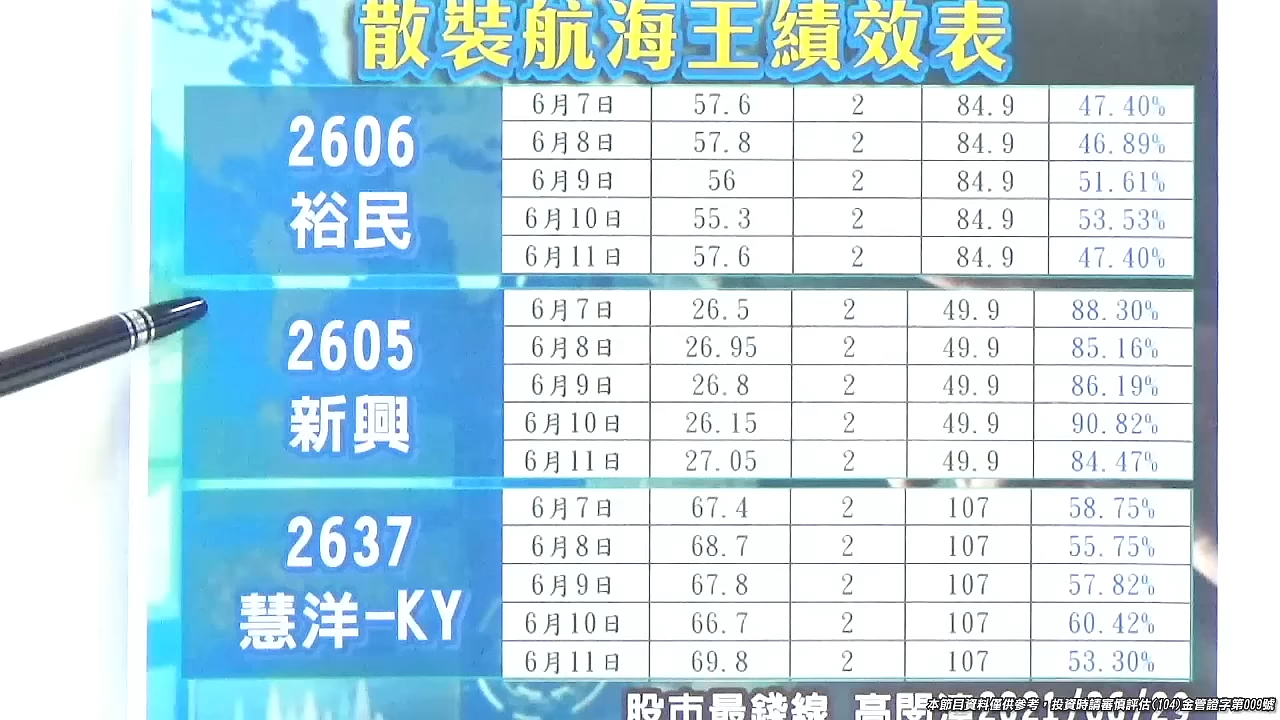 散裝航海王績效表
2606
裕民
6月7日 57.6 2 84.9 47.40%
6月8日 57.8 2 84.9 46.89%
6月9日 56 2 84.9 51.61%
6月10日 55.3 2 84.9 53.53%
6月11日 57.6 2 84.9 47.40%
2605
新興
6月7日 26.5 2 49.9 88.30%
6月8日 26.95 2 49.9 85.16%
6月9日 26.8 2 49.9 86.19%
6月10日 26.15 2 49.9 90.82%
6月11日 27.05 2 49.9 84.47%
2637
慧洋-KY
6月7日 67.4 2 107 58.75%
6月8日 68.7 2 107 55.75%
6月9日 67.8 2 107 57.82%
6月10日 66.7 2 107 60.42%
6月11日 69.8 2 107 53.30%
股市最錢線
本節目資料僅供參考，投資時請審慎評估(104)金管證字第009號